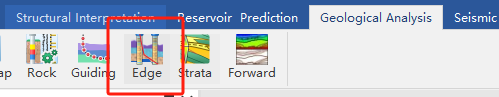 Structural Interpretation Reservoir Prediction Geological Analysis Seismic
ap Rock Guiding Edge Strata Forward